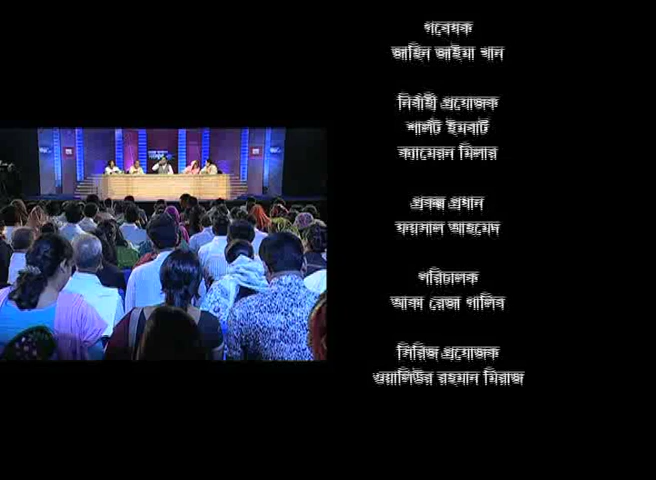 গবেষক
জাহিন জাইমা খান
নির্বাহী প্রযোজক
শার্লট ইমবার্ট
ক্যামেরন মিলার
প্রকল্প প্রধান
ফয়সাল আহমেদ
পরিচালক
আকা রেজা গালিব
সিরিজ প্রযোজক
ওয়ালিউর রহমান মিরাজ